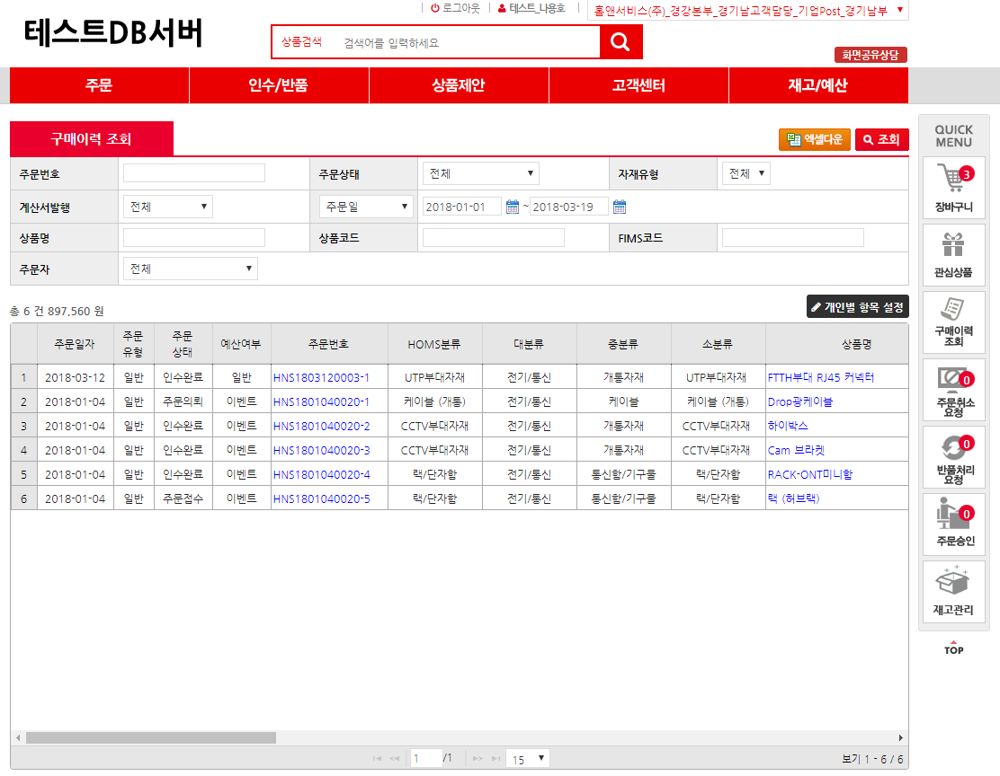 로그아웃 테스트_나용호 홈앤서비스(주)_경강본부_경기남고객담당_기업Post_경기남부
테스트DB서버
상품검색 검색어를 입력하세요
화면공유상담
주문 인수/반품 상품제안 고객센터 재고/예산
구매이력 조회 엑셀다운 조회
주문번호 주문상태 전체 자재유형 전체
계산서발행 전체 주문일 2018-01-01 ~ 2018-03-19
상품명 상품코드 FIMS코드
주문자 전체
총 6 건 897,560 원 개인별 항목 설정
주문일자 주문유형 주문상태 예산여부 주문번호 HOMS분류 대분류 중분류 소분류 상품명
1 2018-03-12 일반 인수완료 일반 HNS1803120003-1 UTP부대자재 전기/통신 개통자재 UTP부대자재 FTTH부대 RJ45 커넥터
2 2018-01-04 일반 주문의뢰 이벤트 HNS1801040020-1 케이블 (개통) 전기/통신 케이블 케이블 (개통) Drop광케이블
3 2018-01-04 일반 인수완료 이벤트 HNS1801040020-2 CCTV부대자재 전기/통신 개통자재 CCTV부대자재 하이박스
4 2018-01-04 일반 인수완료 이벤트 HNS1801040020-3 CCTV부대자재 전기/통신 개통자재 CCTV부대자재 Cam 브라켓
5 2018-01-04 일반 인수완료 이벤트 HNS1801040020-4 랙/단자함 전기/통신 통신함/기구물 랙/단자함 RACK-ONT미니함
6 2018-01-04 일반 주문접수 이벤트 HNS1801040020-5 랙/단자함 전기/통신 통신함/기구물 랙/단자함 랙 (허브랙)
1 /1 15 보기 1 - 6 / 6
QUICK
MENU
3
장바구니
관심상품
구매이력
조회
0
주문취소
요청
0
반품처리
요청
0
주문승인
재고관리
TOP